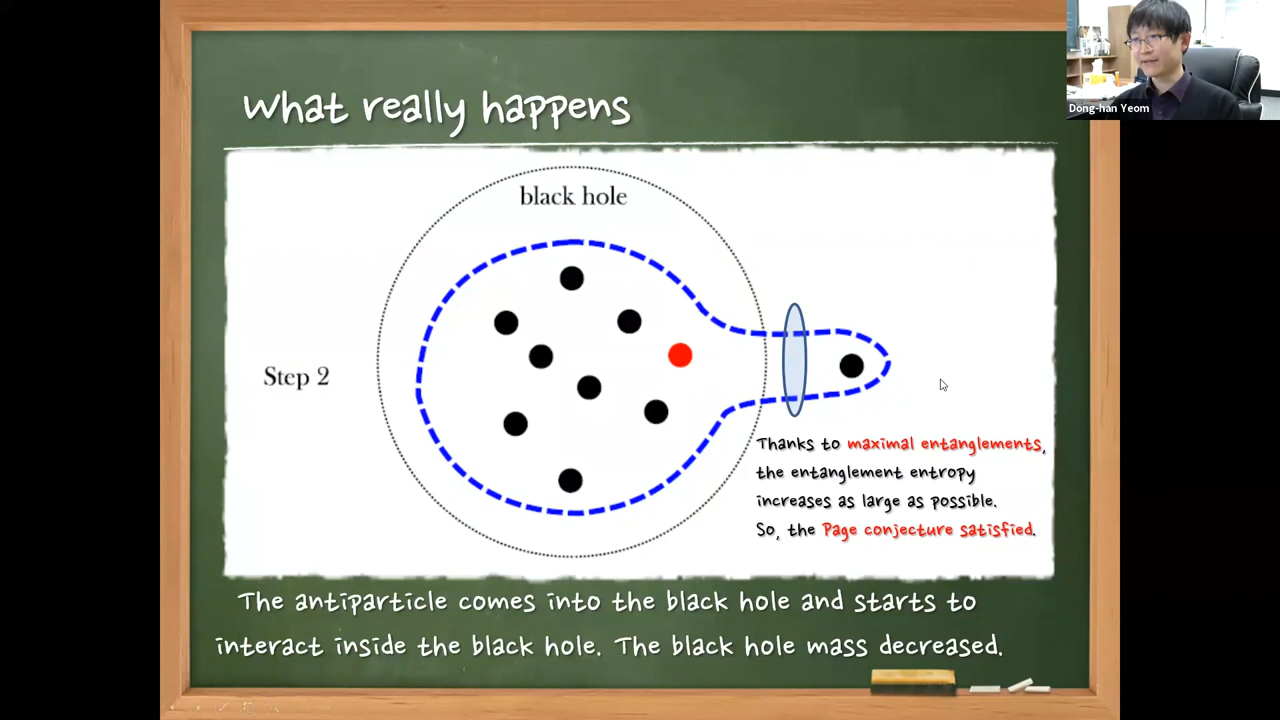 Dong-han Yeom
What really happens
black hole
Step 2
Thanks to maximal entanglements,
the entanglement entropy
increases as large as possible.
So, the Page conjecture satisfied.
The antiparticle comes into the black hole and starts to
interact inside the black hole. The black hole mass decreased.